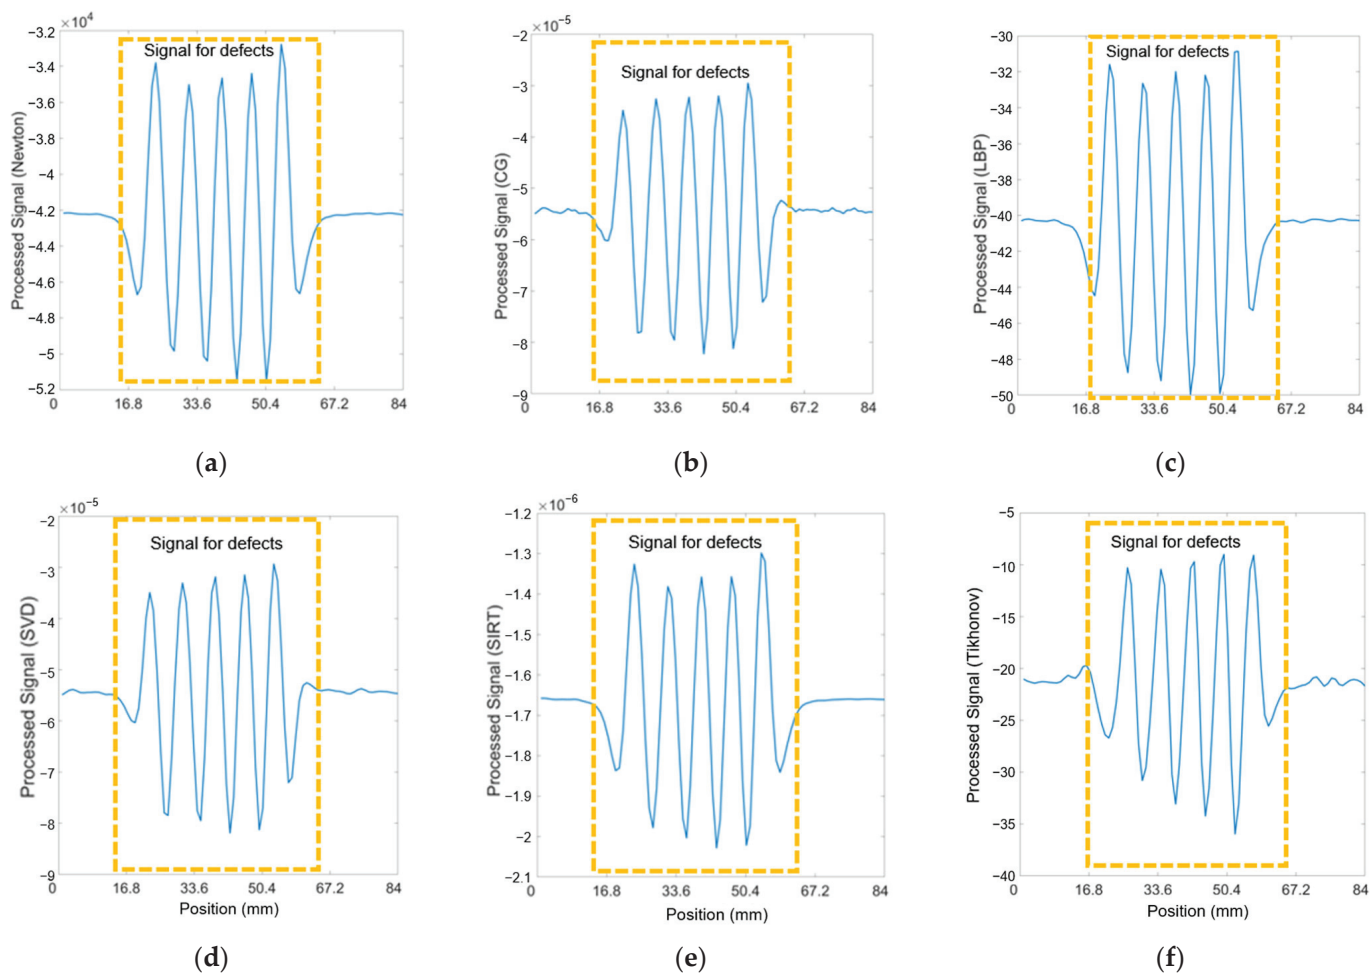 ×10⁴
−3.2
−3.4
−3.6
−3.8
−4
−4.2
−4.4
−4.6
−4.8
−5
−5.2
0 16.8 33.6 50.4 67.2 84
Processed Signal (Newton)
Signal for defects
(a)
×10⁻⁵
−2
−3
−4
−5
−6
−7
−8
−9
0 16.8 33.6 50.4 67.2 84
Processed Signal (CG)
Signal for defects
(b)
−30
−32
−34
−36
−38
−40
−42
−44
−46
−48
−50
0 16.8 33.6 50.4 67.2 84
Processed Signal (LBP)
Signal for defects
(c)
×10⁻⁵
−2
−3
−4
−5
−6
−7
−8
−9
0 16.8 33.6 50.4 67.2 84
Processed Signal (SVD)
Signal for defects
Position (mm)
(d)
×10⁻⁶
−1.2
−1.3
−1.4
−1.5
−1.6
−1.7
−1.8
−1.9
−2
−2.1
0 16.8 33.6 50.4 67.2 84
Processed Signal (SIRT)
Signal for defects
Position (mm)
(e)
−5
−10
−15
−20
−25
−30
−35
−40
0 16.8 33.6 50.4 67.2 84
Processed Signal (Tikhonov)
Signal for defects
Position (mm)
(f)